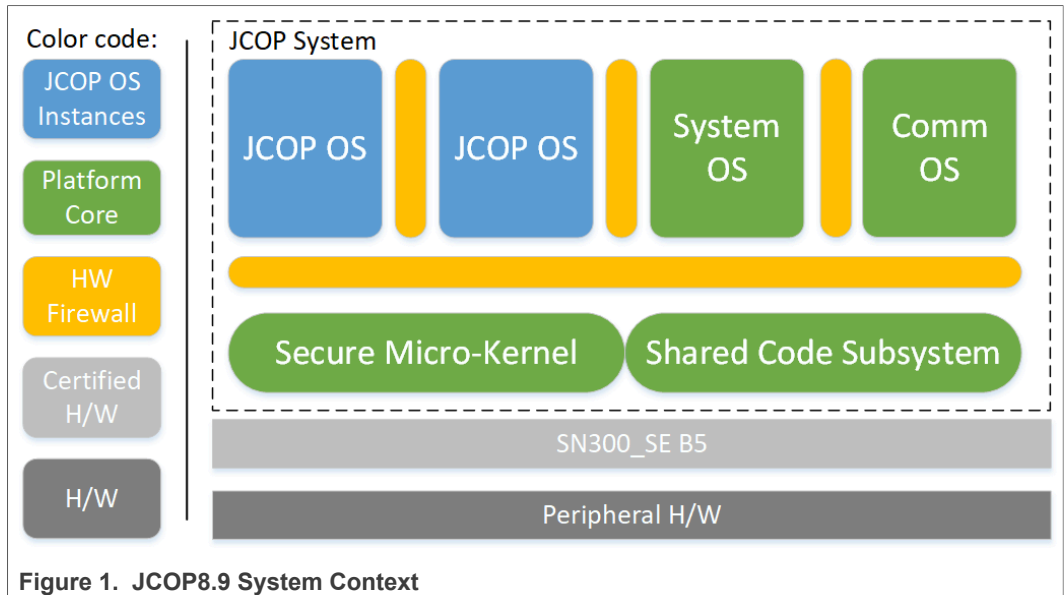 Color code:
JCOP OS
Instances
Platform
Core
HW
Firewall
Certified
H/W
H/W
JCOP System
JCOP OS
JCOP OS
System
OS
Comm
OS
Secure Micro-Kernel
Shared Code Subsystem
SN300_SE B5
Peripheral H/W
Figure 1. JCOP8.9 System Context